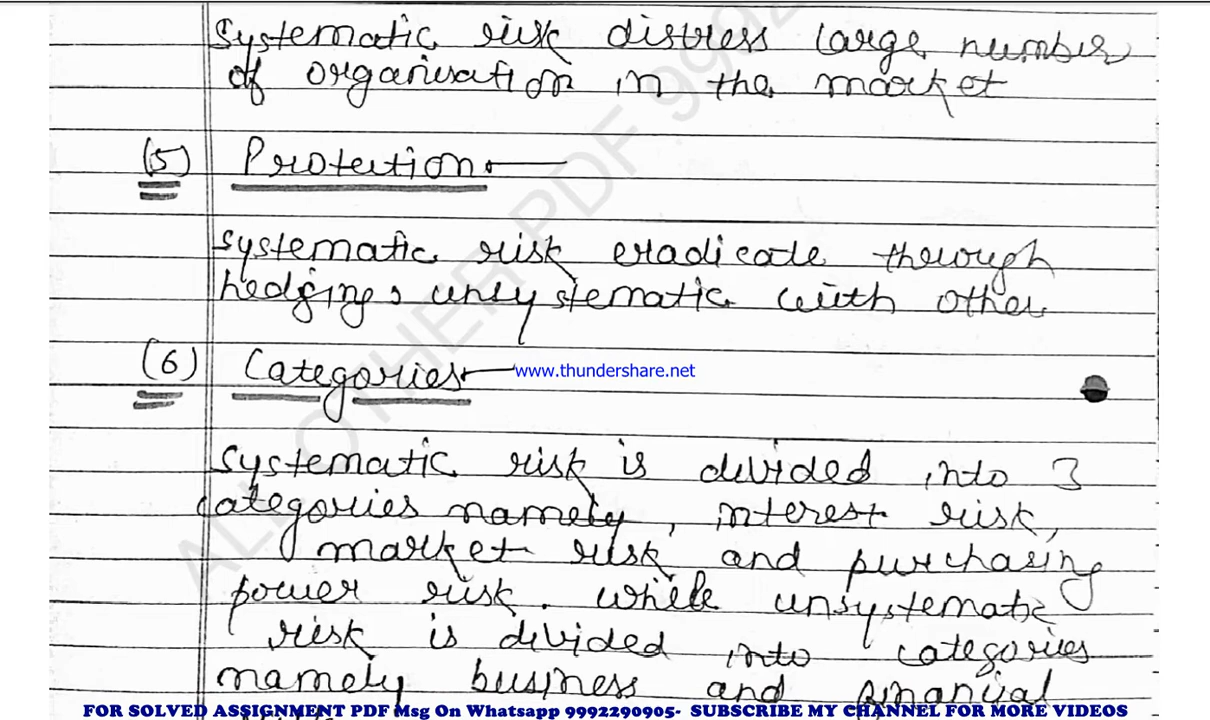 Systematic risk distress large number
of organisation in the market
(5) Protection:—
systematic risk eradicate through
hedging, unsystematic with other
(6) Categories—
www.thundershare.net
systematic risk is divided into 3
categories namely, interest risk,
market risk and purchasing
power risk. while unsystematic
risk is divided into categories
namely business and financial
FOR SOLVED ASSIGNMENT PDF Msg On Whatsapp 9992290905- SUBSCRIBE MY CHANNEL FOR MORE VIDEOS